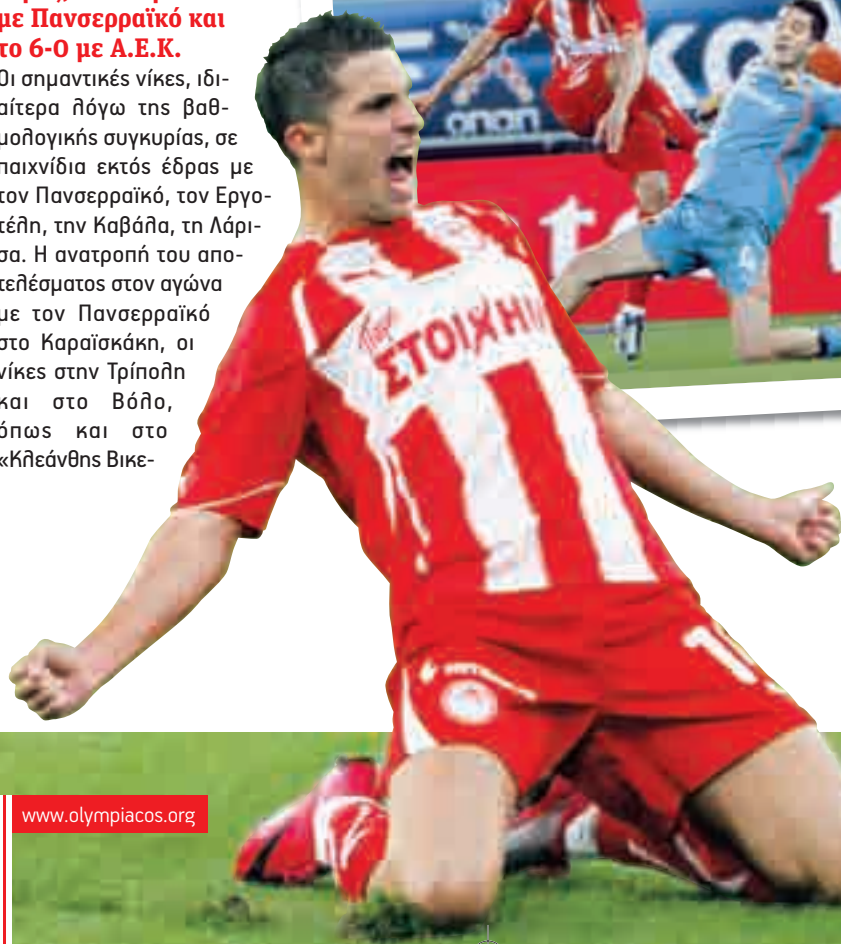 με Πανσερραϊκό και
το 6-0 με Α.Ε.Κ.
Οι σημαντικές νίκες, ιδι-
αίτερα λόγω της βαθ-
μολογικής συγκυρίας, σε
παιχνίδια εκτός έδρας με
τον Πανσερραϊκό, τον Εργο-
τέλη, την Καβάλα, τη Λάρι-
σα. Η ανατροπή του απο-
τελέσματος στον αγώνα
με τον Πανσερραϊκό
στο Καραϊσκάκη, οι
νίκες στην Τρίπολη
και στο Βόλο,
όπως και στο
«Κλεάνθης Βικε-
οπαπ
ΣΤΟΙΧΗΜ
www.olympiacos.org